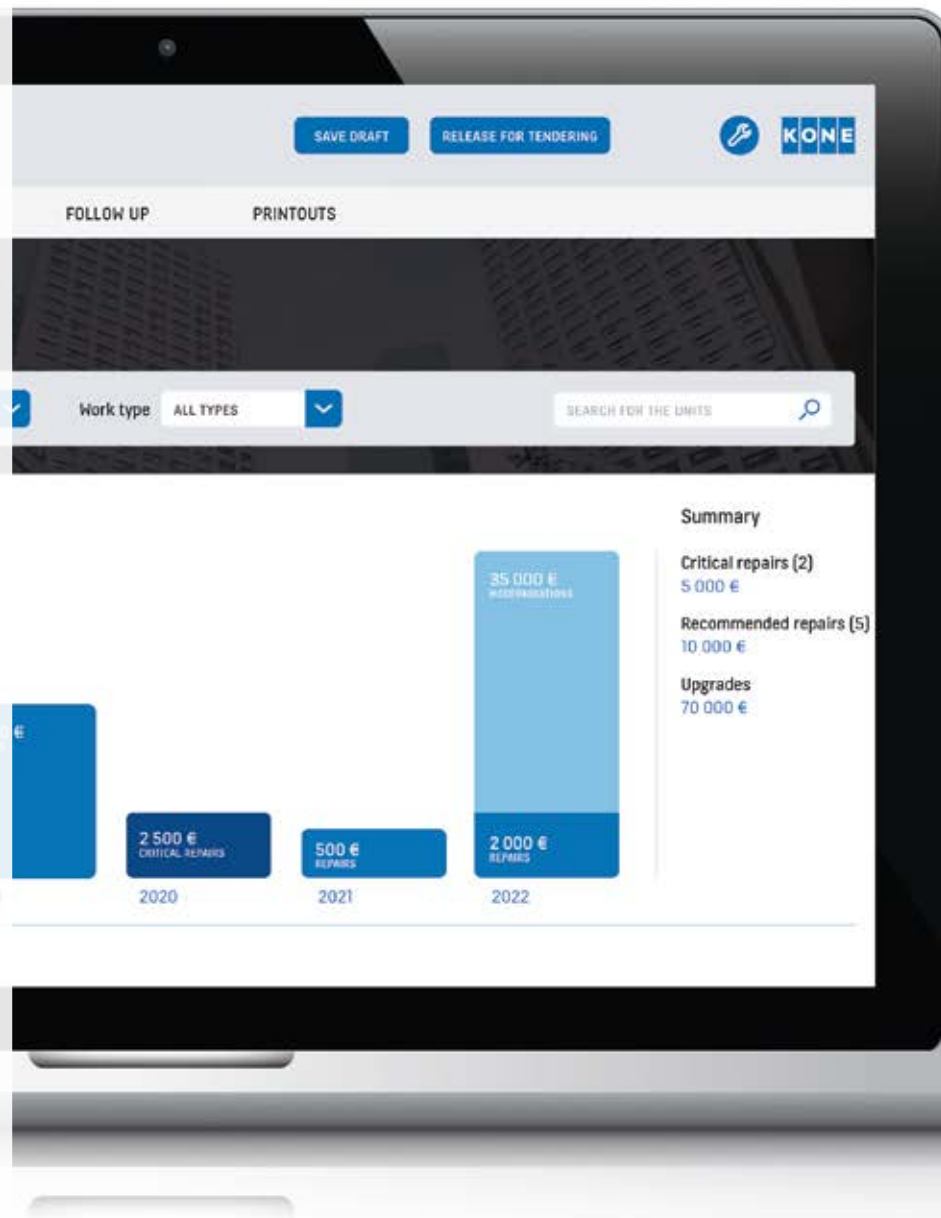 SAVE DRAFT
RELEASE FOR TENDERING
KONE
FOLLOW UP
PRINTOUTS
Work type
ALL TYPES
SEARCH FOR THE UNITS
Summary
Critical repairs (2)
5 000 €
Recommended repairs (5)
10 000 €
Upgrades
70 000 €
35 000 €
MODERNIZATIONS
€
2 500 €
CRITICAL REPAIRS
500 €
REPAIRS
2 000 €
REPAIRS
2020
2021
2022